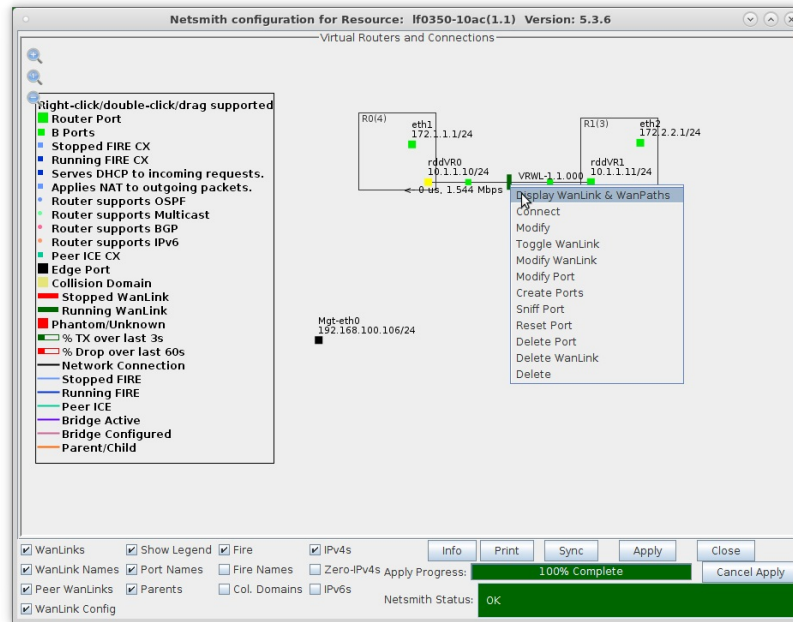 Netsmith configuration for Resource: lf0350-10ac(1.1) Version: 5.3.6
Virtual Routers and Connections
Right-click/double-click/drag supported
Router Port
B Ports
Stopped FIRE CX
Running FIRE CX
Serves DHCP to incoming requests.
Applies NAT to outgoing packets.
Router supports OSPF
Router supports Multicast
Router supports BGP
Router supports IPv6
Peer ICE CX
Edge Port
Collision Domain
Stopped WanLink
Running WanLink
Phantom/Unknown
% TX over last 3s
% Drop over last 60s
Network Connection
Stopped FIRE
Running FIRE
Peer ICE
Bridge Active
Bridge Configured
Parent/Child
R0(4)
eth1
172.1.1.1/24
rddVR0
10.1.1.10/24
<- 0 us, 1.544 Mbps
VRWL-1.1.000
R1(3)
eth2
172.2.2.1/24
rddVR1
10.1.1.11/24
Mgt-eth0
192.168.100.106/24
Display WanLink & WanPaths
Connect
Modify
Toggle WanLink
Modify WanLink
Modify Port
Create Ports
Sniff Port
Reset Port
Delete Port
Delete WanLink
Delete
WanLinks Show Legend Fire IPv4s Info Print Sync Apply Close
WanLink Names Port Names Fire Names Zero-IPv4s Apply Progress: 100% Complete Cancel Apply
Peer WanLinks Parents Col. Domains IPv6s Netsmith Status: OK
WanLink Config